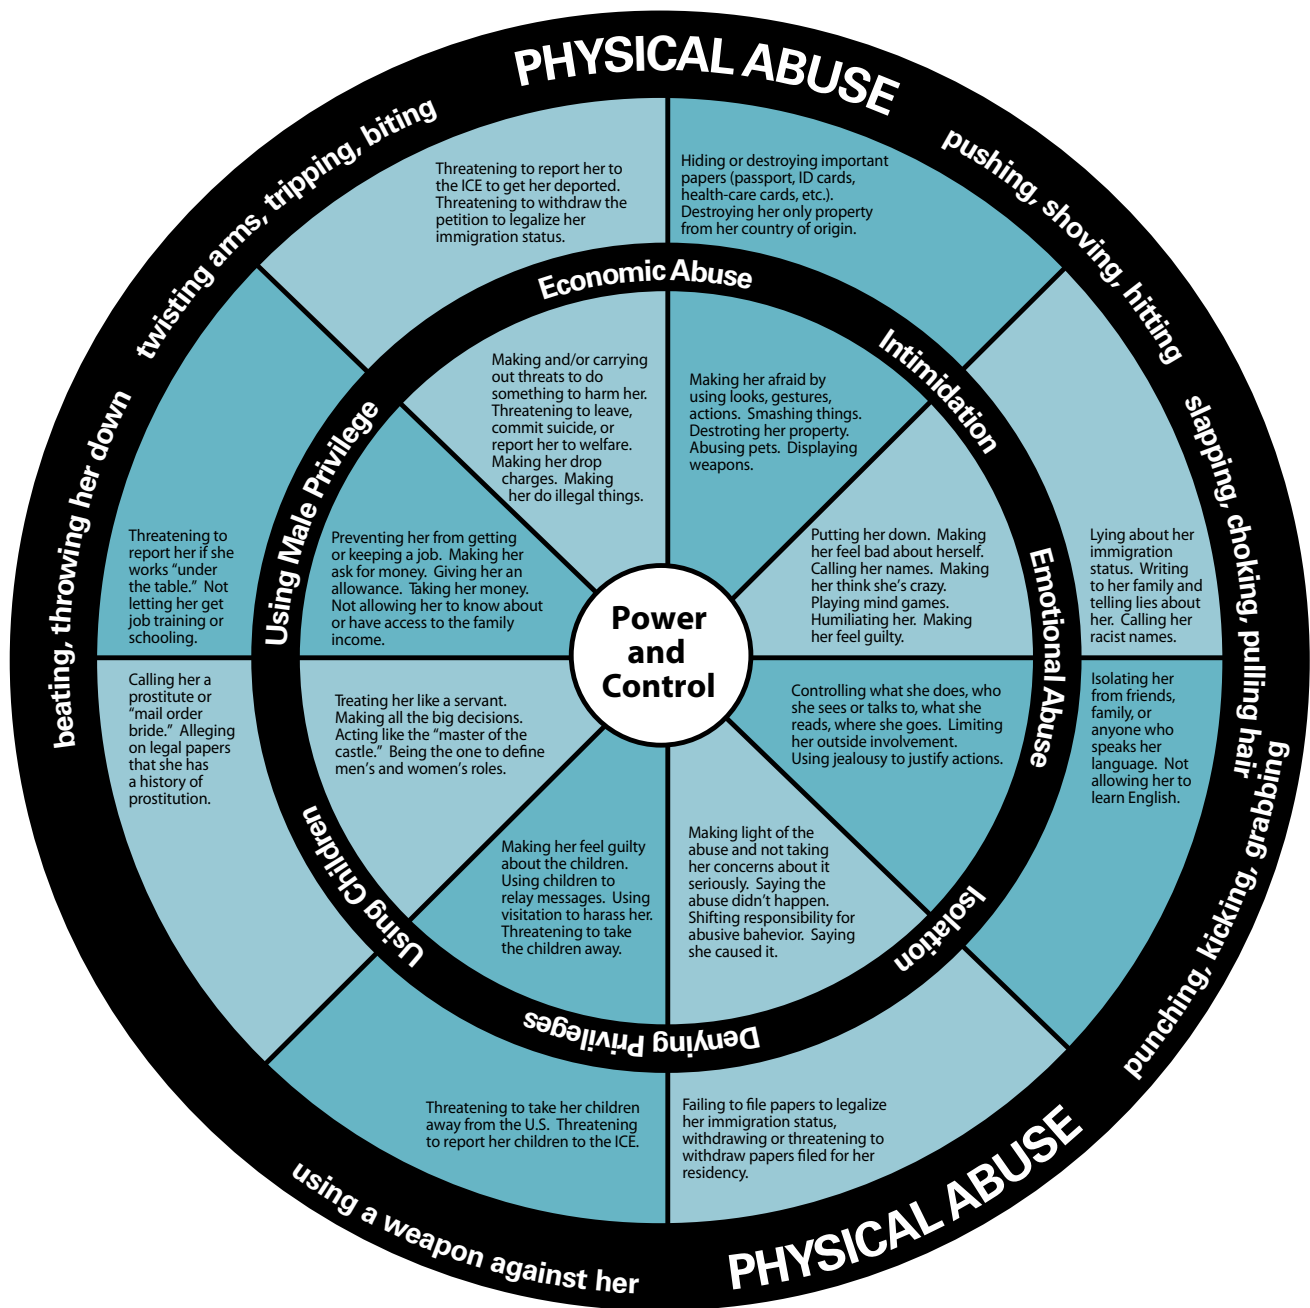 PHYSICAL ABUSE
pushing, shoving, hitting
slapping, choking, pulling hair
punching, kicking, grabbing
PHYSICAL ABUSE
using a weapon against her
beating, throwing her down
twisting arms, tripping, biting
Threatening to report her to
the ICE to get her deported.
Threatening to withdraw the
petition to legalize her
immigration status.
Hiding or destroying important
papers (passport, ID cards,
health-care cards, etc.).
Destroying her only property
from her country of origin.
Lying about her
immigration
status. Writing
to her family and
telling lies about
her. Calling her
racist names.
Isolating her
from friends,
family, or
anyone who
speaks her
language. Not
allowing her to
learn English.
Failing to file papers to legalize
her immigration status,
withdrawing or threatening to
withdraw papers filed for her
residency.
Threatening to take her children
away from the U.S. Threatening
to report her children to the ICE.
Calling her a
prostitute or
“mail order
bride.” Alleging
on legal papers
that she has
a history of
prostitution.
Threatening to
report her if she
works “under
the table.” Not
letting her get
job training or
schooling.
Economic Abuse
Intimidation
Emotional Abuse
Isolation
Denying Privileges
Using Children
Using Male Privilege
Making and/or carrying
out threats to do
something to harm her.
Threatening to leave,
commit suicide, or
report her to welfare.
Making her drop
charges. Making
her do illegal things.
Making her afraid by
using looks, gestures,
actions. Smashing things.
Destroting her property.
Abusing pets. Displaying
weapons.
Putting her down. Making
her feel bad about herself.
Calling her names. Making
her think she’s crazy.
Playing mind games.
Humiliating her. Making
her feel guilty.
Controlling what she does, who
she sees or talks to, what she
reads, where she goes. Limiting
her outside involvement.
Using jealousy to justify actions.
Making light of the
abuse and not taking
her concerns about it
seriously. Saying the
abuse didn’t happen.
Shifting responsibility for
abusive bahevior. Saying
she caused it.
Making her feel guilty
about the children.
Using children to
relay messages. Using
visitation to harass her.
Threatening to take
the children away.
Treating her like a servant.
Making all the big decisions.
Acting like the “master of the
castle.” Being the one to define
men’s and women’s roles.
Preventing her from getting
or keeping a job. Making her
ask for money. Giving her an
allowance. Taking her money.
Not allowing her to know about
or have access to the family
income.
Power
and
Control